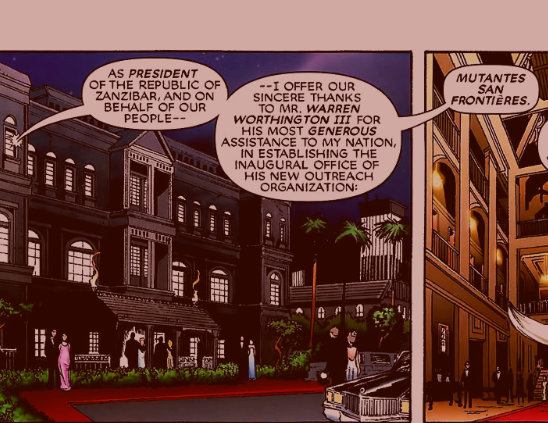 AS PRESIDENT
OF THE REPUBLIC OF
ZANZIBAR, AND ON
BEHALF OF OUR
PEOPLE--
--I OFFER OUR
SINCERE THANKS
TO MR. WARREN
WORTHINGTON III FOR
HIS MOST GENEROUS
ASSISTANCE TO MY NATION,
IN ESTABLISHING THE
INAUGURAL OFFICE OF
HIS NEW OUTREACH
ORGANIZATION:
MUTANTES
SAN
FRONTIÈRES.